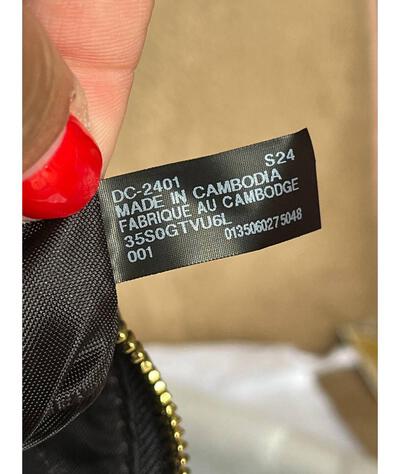 DC-2401 S24
MADE IN CAMBODIA
FABRIQUE AU CAMBODGE
35S0GTVU6L 0135060275048
001